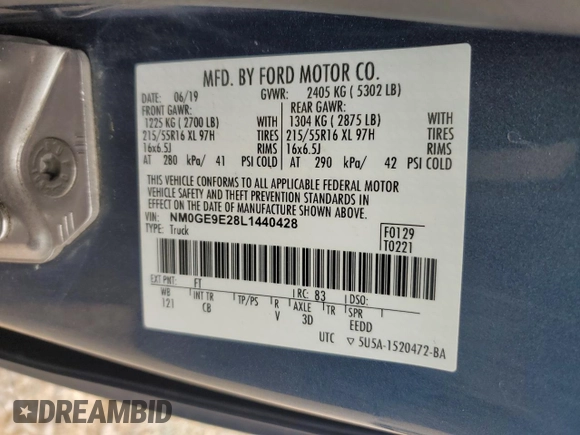 MFD. BY FORD MOTOR CO.
DATE: 06/19 GVWR: 2405 KG ( 5302 LB)
FRONT GAWR: REAR GAWR:
1225 KG ( 2700 LB) WITH 1304 KG ( 2875 LB) WITH
215/55R16 XL 97H TIRES 215/55R16 XL 97H TIRES
16x6.5J RIMS 16x6.5J RIMS
AT 280 kPa/ 41 PSI COLD AT 290 kPa/ 42 PSI COLD
THIS VEHICLE CONFORMS TO ALL APPLICABLE FEDERAL MOTOR
VEHICLE SAFETY AND THEFT PREVENTION STANDARDS IN
EFFECT ON THE DATE OF MANUFACTURE SHOWN ABOVE.
VIN: NM0GE9E28L1440428 F0129
TYPE: Truck T0221
EXT PNT: FT RC: 83 DSO:
WB INT TR TP/PS R AXLE TR SPR
121 CB V 3D EEDD
UTC ▽ 5U5A-1520472-BA
DREAMBID